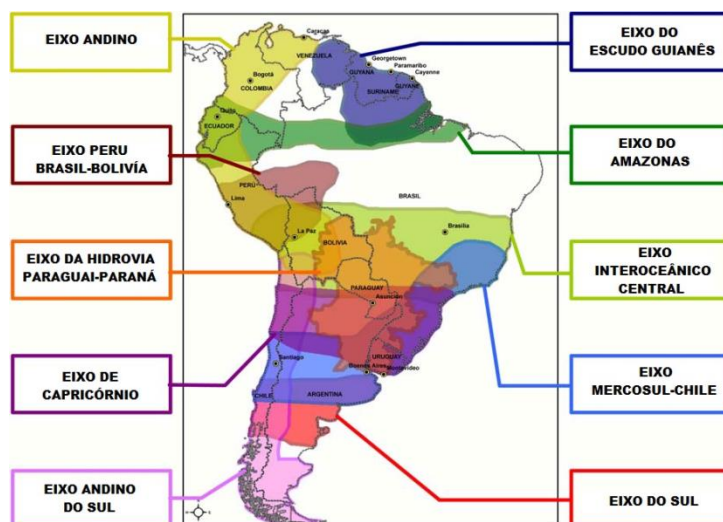 EIXO ANDINO
EIXO DO
ESCUDO GUIANÊS
EIXO PERU
BRASIL-BOLIVÍA
EIXO DO
AMAZONAS
EIXO DA HIDROVIA
PARAGUAI-PARANÁ
EIXO
INTEROCEÂNICO
CENTRAL
EIXO DE
CAPRICÓRNIO
EIXO
MERCOSUL-CHILE
EIXO ANDINO
DO SUL
EIXO DO SUL
Caracas
VENEZUELA
Georgetown
GUYANA
Paramaribo
Cayenne
SURINAME
GUYANE
Bogotá
COLOMBIA
Quito
ECUADOR
PERU
Lima
BRASIL
Brasília
La Paz
BOLIVIA
PARAGUAY
Asunción
Santiago
URUGUAY
Buenos Aires
Montevideo
CHILE
ARGENTINA